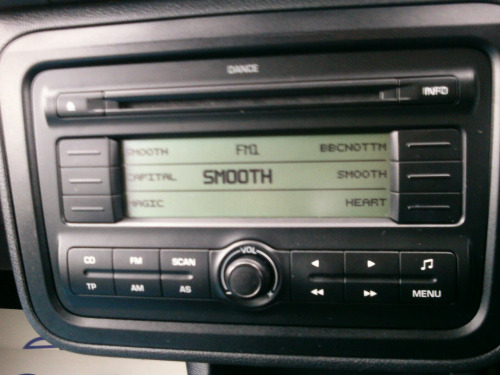 DANCE
INFO
SMOOTH FM1 BBCNOTTM
CAPITAL SMOOTH SMOOTH
MAGIC HEART
CD FM SCAN VOL
TP AM AS MENU